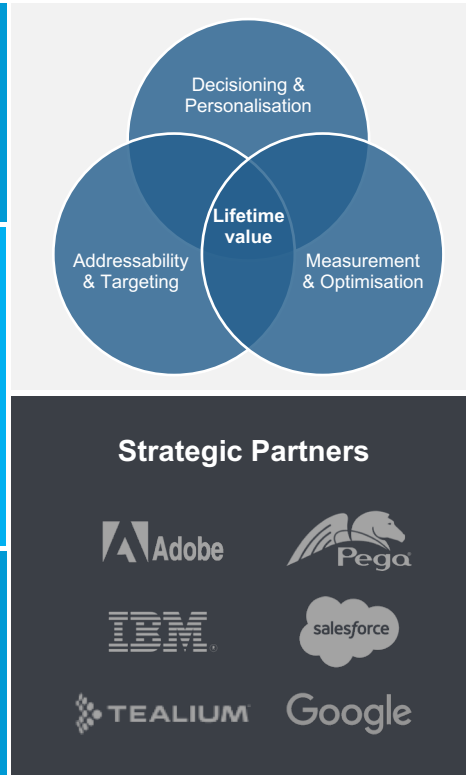 Decisioning &
Personalisation
Lifetime
value
Addressability
& Targeting
Measurement
& Optimisation
Strategic Partners
Adobe
Pega
IBM
salesforce
TEALIUM
Google